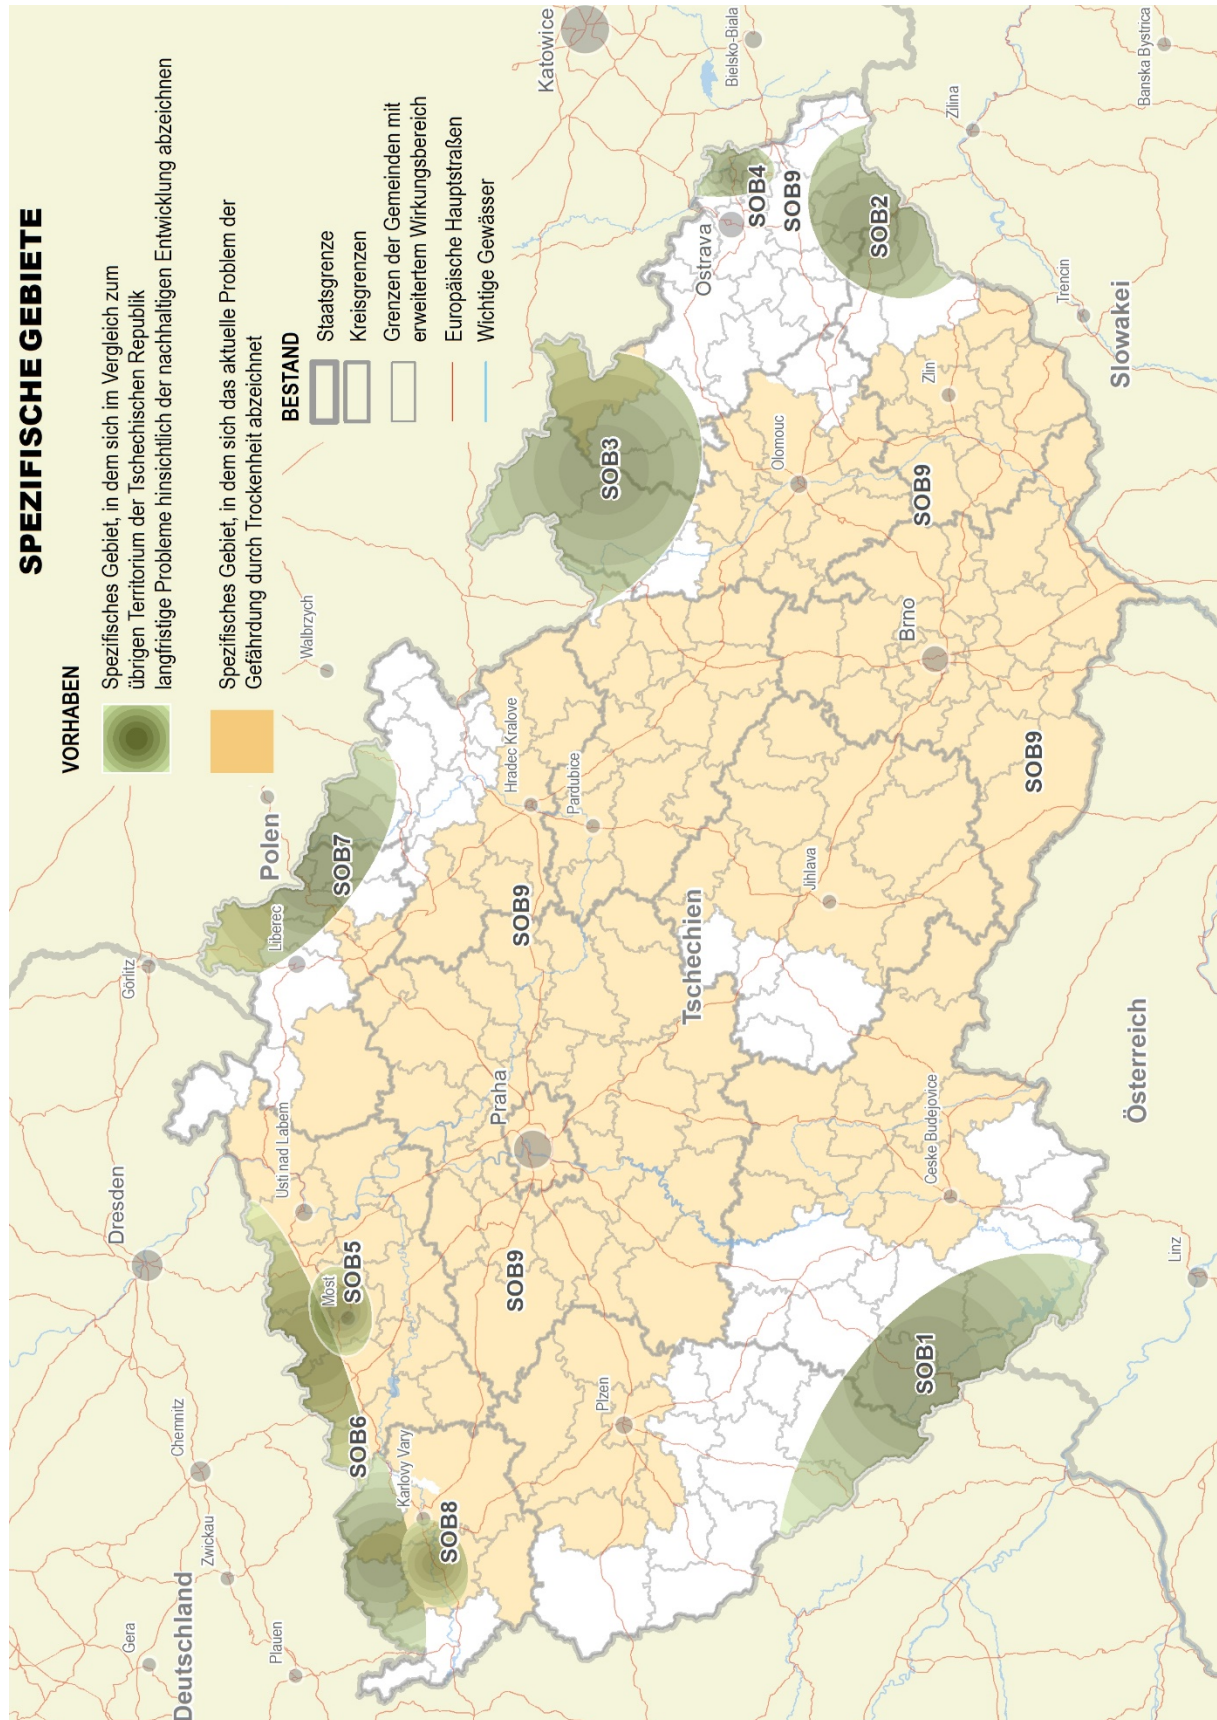 SPEZIFISCHE GEBIETE
VORHABEN
Spezifisches Gebiet, in dem sich im Vergleich zum
übrigen Territorium der Tschechischen Republik
langfristige Probleme hinsichtlich der nachhaltigen Entwicklung abzeichnen
Spezifisches Gebiet, in dem sich das aktuelle Problem der
Gefährdung durch Trockenheit abzeichnet
BESTAND
Staatsgrenze
Kreisgrenzen
Grenzen der Gemeinden mit
erweitertem Wirkungsbereich
Europäische Hauptstraßen
Wichtige Gewässer
Gera
Deutschland
Plauen
Zwickau
Chemnitz
Dresden
Görlitz
Polen
Walbrzych
Liberec
SOB7
Usti nad Labem
Most
SOB5
SOB6
Karlovy Vary
SOB8
SOB9
Praha
SOB9
Hradec Kralove
Pardubice
SOB3
Katowice
Bielsko-Biala
Ostrava
SOB4
SOB9
SOB2
Plzen
Tschechien
Jihlava
Olomouc
SOB9
Zlin
Brno
SOB9
SOB1
Ceske Budejovice
Österreich
Linz
Slowakei
Trencin
Zilina
Banska Bystrica